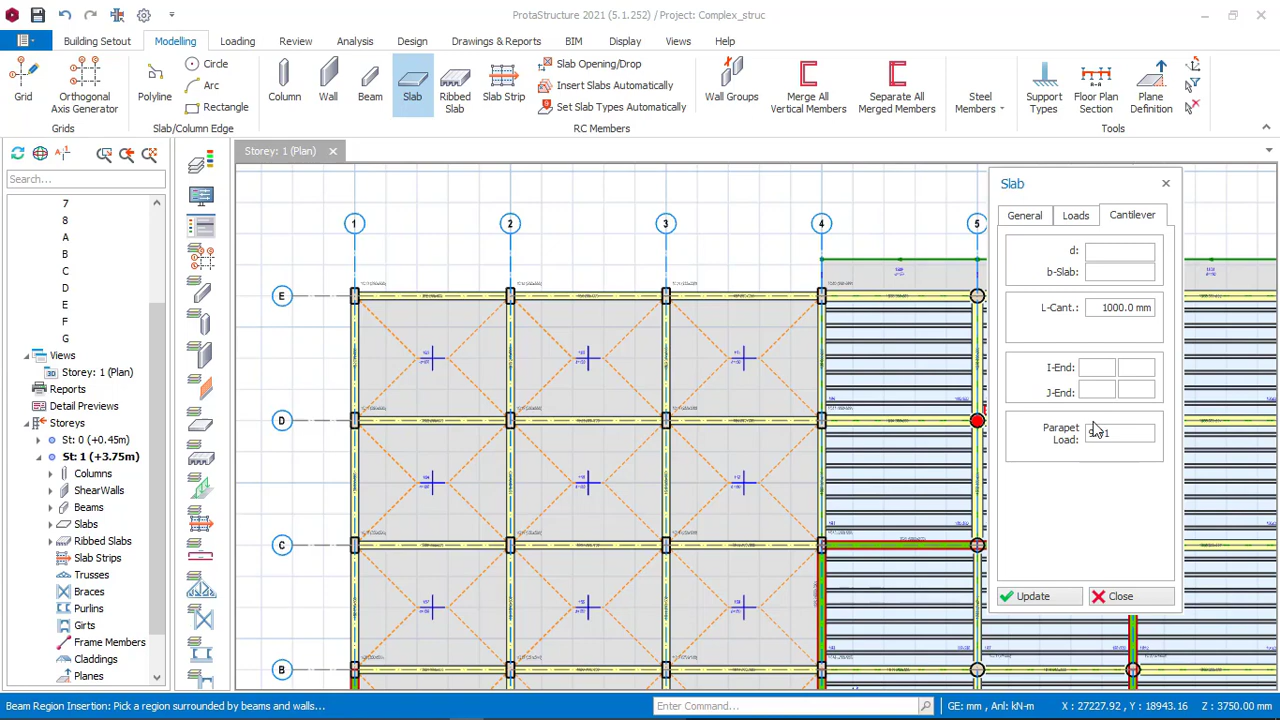 ProtaStructure 2021 (5.1.252) / Project: Complex_struc
Building Setout Modelling Loading Review Analysis Design Drawings & Reports BIM Display Views Help
Grid
Orthogonal Axis Generator
Grids
Polyline
Circle
Arc
Rectangle
Slab/Column Edge
Column
Wall
Beam
Slab
Ribbed Slab
Slab Strip
Slab Opening/Drop
Insert Slabs Automatically
Set Slab Types Automatically
RC Members
Wall Groups
Merge All Vertical Members
Separate All Merged Members
Steel Members
Support Types
Floor Plan Section
Plane Definition
Tools
Storey: 1 (Plan)
Search...
7
8
A
B
C
D
E
F
G
Views
3D Storey: 1 (Plan)
Reports
Detail Previews
Storeys
St: 0 (+0.45m)
St: 1 (+3.75m)
Columns
ShearWalls
Beams
Slabs
Ribbed Slabs
Slab Strips
Trusses
Braces
Purlins
Girts
Frame Members
Claddings
Planes
1 2 3 4 5
E
D
C
B
Slab
General Loads Cantilever
d:
b-Slab:
L-Cant.: 1000.0 mm
I-End:
J-End:
Parapet Load:
Update Close
Beam Region Insertion: Pick a region surrounded by beams and walls...
Enter Command...
GE: mm, Anl: kN-m
X : 27227.92 Y : 18943.16 Z : 3750.00 mm